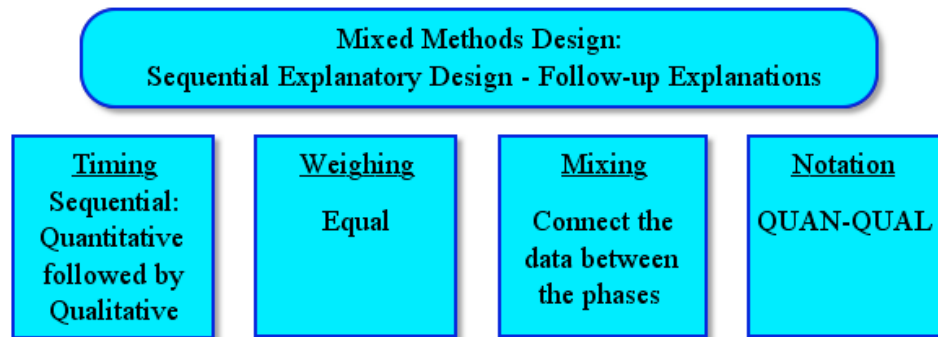 Mixed Methods Design:
Sequential Explanatory Design - Follow-up Explanations
Timing
Sequential:
Quantitative
followed by
Qualitative
Weighing
Equal
Mixing
Connect the
data between
the phases
Notation
QUAN-QUAL